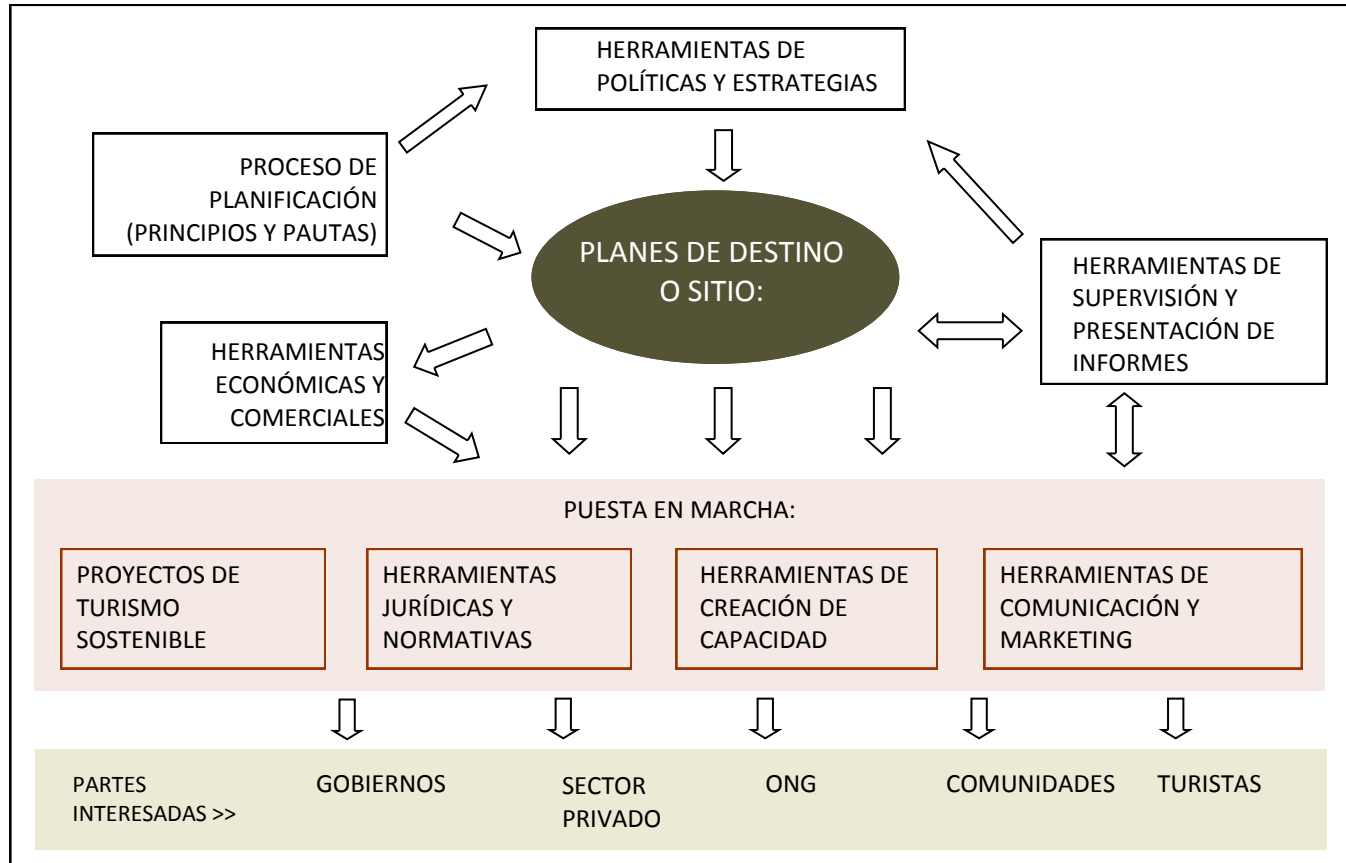 HERRAMIENTAS DE
POLÍTICAS Y ESTRATEGIAS
PROCESO DE
PLANIFICACIÓN
(PRINCIPIOS Y PAUTAS)
PLANES DE DESTINO
O SITIO:
HERRAMIENTAS DE
SUPERVISIÓN Y
PRESENTACIÓN DE
INFORMES
HERRAMIENTAS
ECONÓMICAS Y
COMERCIALES
PUESTA EN MARCHA:
PROYECTOS DE
TURISMO
SOSTENIBLE
HERRAMIENTAS
JURÍDICAS Y
NORMATIVAS
HERRAMIENTAS DE
CREACIÓN DE
CAPACIDAD
HERRAMIENTAS DE
COMUNICACIÓN Y
MARKETING
PARTES
INTERESADAS >>
GOBIERNOS
SECTOR
PRIVADO
ONG
COMUNIDADES
TURISTAS